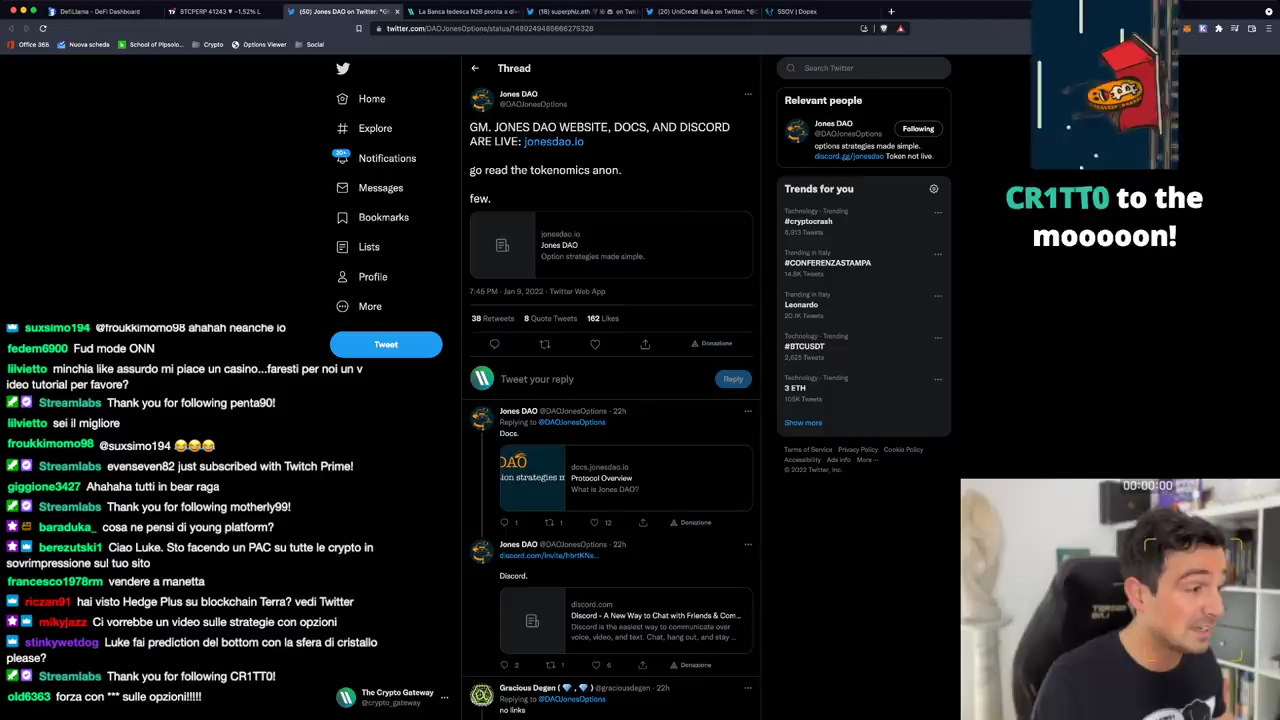 DefiLlama - DeFi Dashboard
BTCPERP 41243 ▼ −1.52% L
(50) Jones DAO on Twitter: "G
La Banca tedesca N26 pronta a di
(18) superphiz.eth
on Twi
(20) UniCredit Italia on Twitter: "@
SSOV | Dopex
twitter.com/DAOJonesOptions/status/1480249485666275328
Office 365
Nuova scheda
School of Pipsolo...
Crypto
Options Viewer
Social
Home
Explore
20+
Notifications
Messages
Bookmarks
Lists
Profile
More
Tweet
The Crypto Gateway
@crypto_gateway
Thread
Jones DAO
@DAOJonesOptions
GM. JONES DAO WEBSITE, DOCS, AND DISCORD
ARE LIVE: jonesdao.io
go read the tokenomics anon.
few.
jonesdao.io
Jones DAO
Option strategies made simple.
7:45 PM · Jan 9, 2022 · Twitter Web App
38 Retweets 8 Quote Tweets 162 Likes
Donazione
Tweet your reply
Reply
Jones DAO @DAOJonesOptions · 22h
Replying to @DAOJonesOptions
Docs.
DAO
ion strategies m
docs.jonesdao.io
Protocol Overview
What is Jones DAO?
1 1 12 Donazione
Jones DAO @DAOJonesOptions · 22h
discord.com/invite/hbrtKNs...
Discord.
discord.com
Discord - A New Way to Chat with Friends & Com...
Discord is the easiest way to communicate over
voice, video, and text. Chat, hang out, and stay ...
2 1 6 Donazione
Gracious Degen (💎,💎) @graciousdegen · 22h
Replying to @DAOJonesOptions
no links
Search Twitter
Relevant people
Jones DAO
@DAOJonesOptions
Following
options strategies made simple.
discord.gg/jonesdao Token not live.
Trends for you
Technology · Trending
#cryptocrash
5,913 Tweets
Trending in Italy
#CONFERENZASTAMPA
14.8K Tweets
Trending in Italy
Leonardo
20.1K Tweets
Technology · Trending
#BTCUSDT
2,625 Tweets
Technology · Trending
3 ETH
105K Tweets
Show more
Terms of Service Privacy Policy Cookie Policy
Accessibility Ads info More ···
© 2022 Twitter, Inc.
suxsimo194 @froukkimomo98 ahahah neanche io
fedem6900 Fud mode ONN
lilvietto minchia like assurdo mi piace un casino...faresti per noi un v
ideo tutorial per favore?
Streamlabs Thank you for following penta90!
lilvietto sei il migliore
froukkimomo98 @suxsimo194 😂😂😂
Streamlabs eveneven82 just subscribed with Twitch Prime!
giggione3427 Ahahaha tutti in bear raga
Streamlabs Thank you for following motherly99!
baraduka_ cosa ne pensi di young platform?
berezutski1 Ciao Luke. Sto facendo un PAC su tutte le crypto in
sovrimpressione sul tuo sito
francesco1978rm vendere a manetta
riczan91 hai visto Hedge Plus su blockchain Terra? vedi Twitter
mikyjazz Ci vorrebbe un video sulle strategie con opzioni
stinkywetdog Luke fai prediction del bottom con la sfera di cristallo
please?
Streamlabs Thank you for following CR1TT0!
old6363 forza con *** sulle opzioni!!!!!
CR1TT0 to the
mooooon!
00:00:00